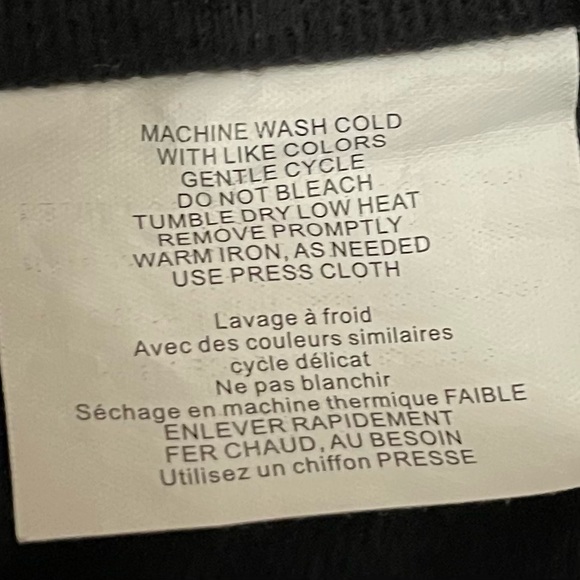 MACHINE WASH COLD
WITH LIKE COLORS
GENTLE CYCLE
DO NOT BLEACH
TUMBLE DRY LOW HEAT
REMOVE PROMPTLY
WARM IRON, AS NEEDED
USE PRESS CLOTH
Lavage à froid
Avec des couleurs similaires
cycle délicat
Ne pas blanchir
Séchage en machine thermique FAIBLE
ENLEVER RAPIDEMENT
FER CHAUD, AU BESOIN
Utilisez un chiffon PRESSE